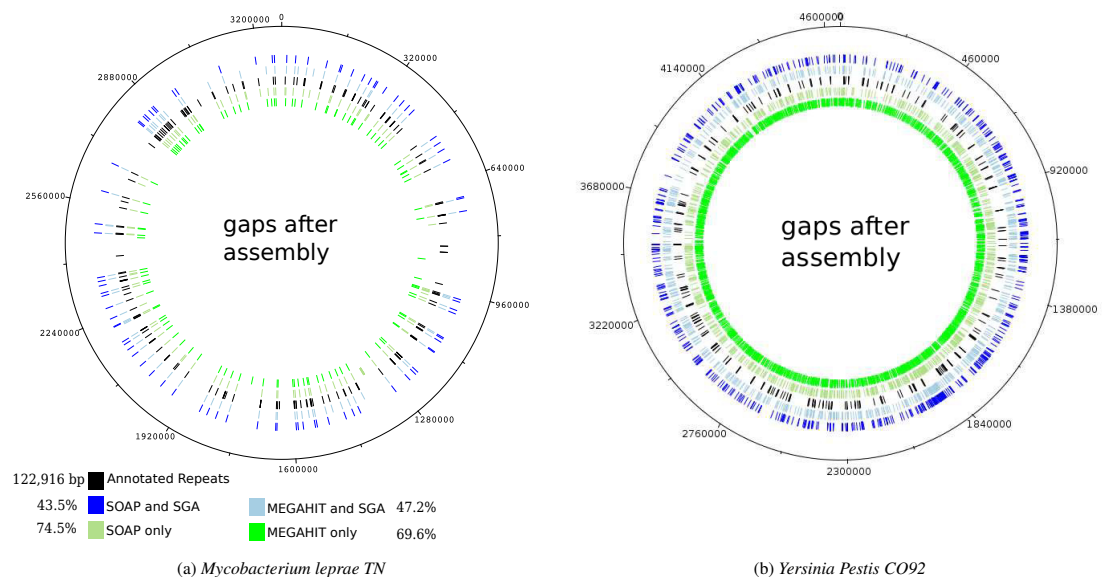 0
320000
640000
960000
1280000
1600000
1920000
2240000
2560000
2880000
3200000
gaps after
assembly
122,916 bp Annotated Repeats
43.5% SOAP and SGA MEGAHIT and SGA 47.2%
74.5% SOAP only MEGAHIT only 69.6%
(a) Mycobacterium leprae TN
0
460000
920000
1380000
1840000
2300000
2760000
3220000
3680000
4140000
4600000
gaps after
assembly
(b) Yersinia Pestis CO92